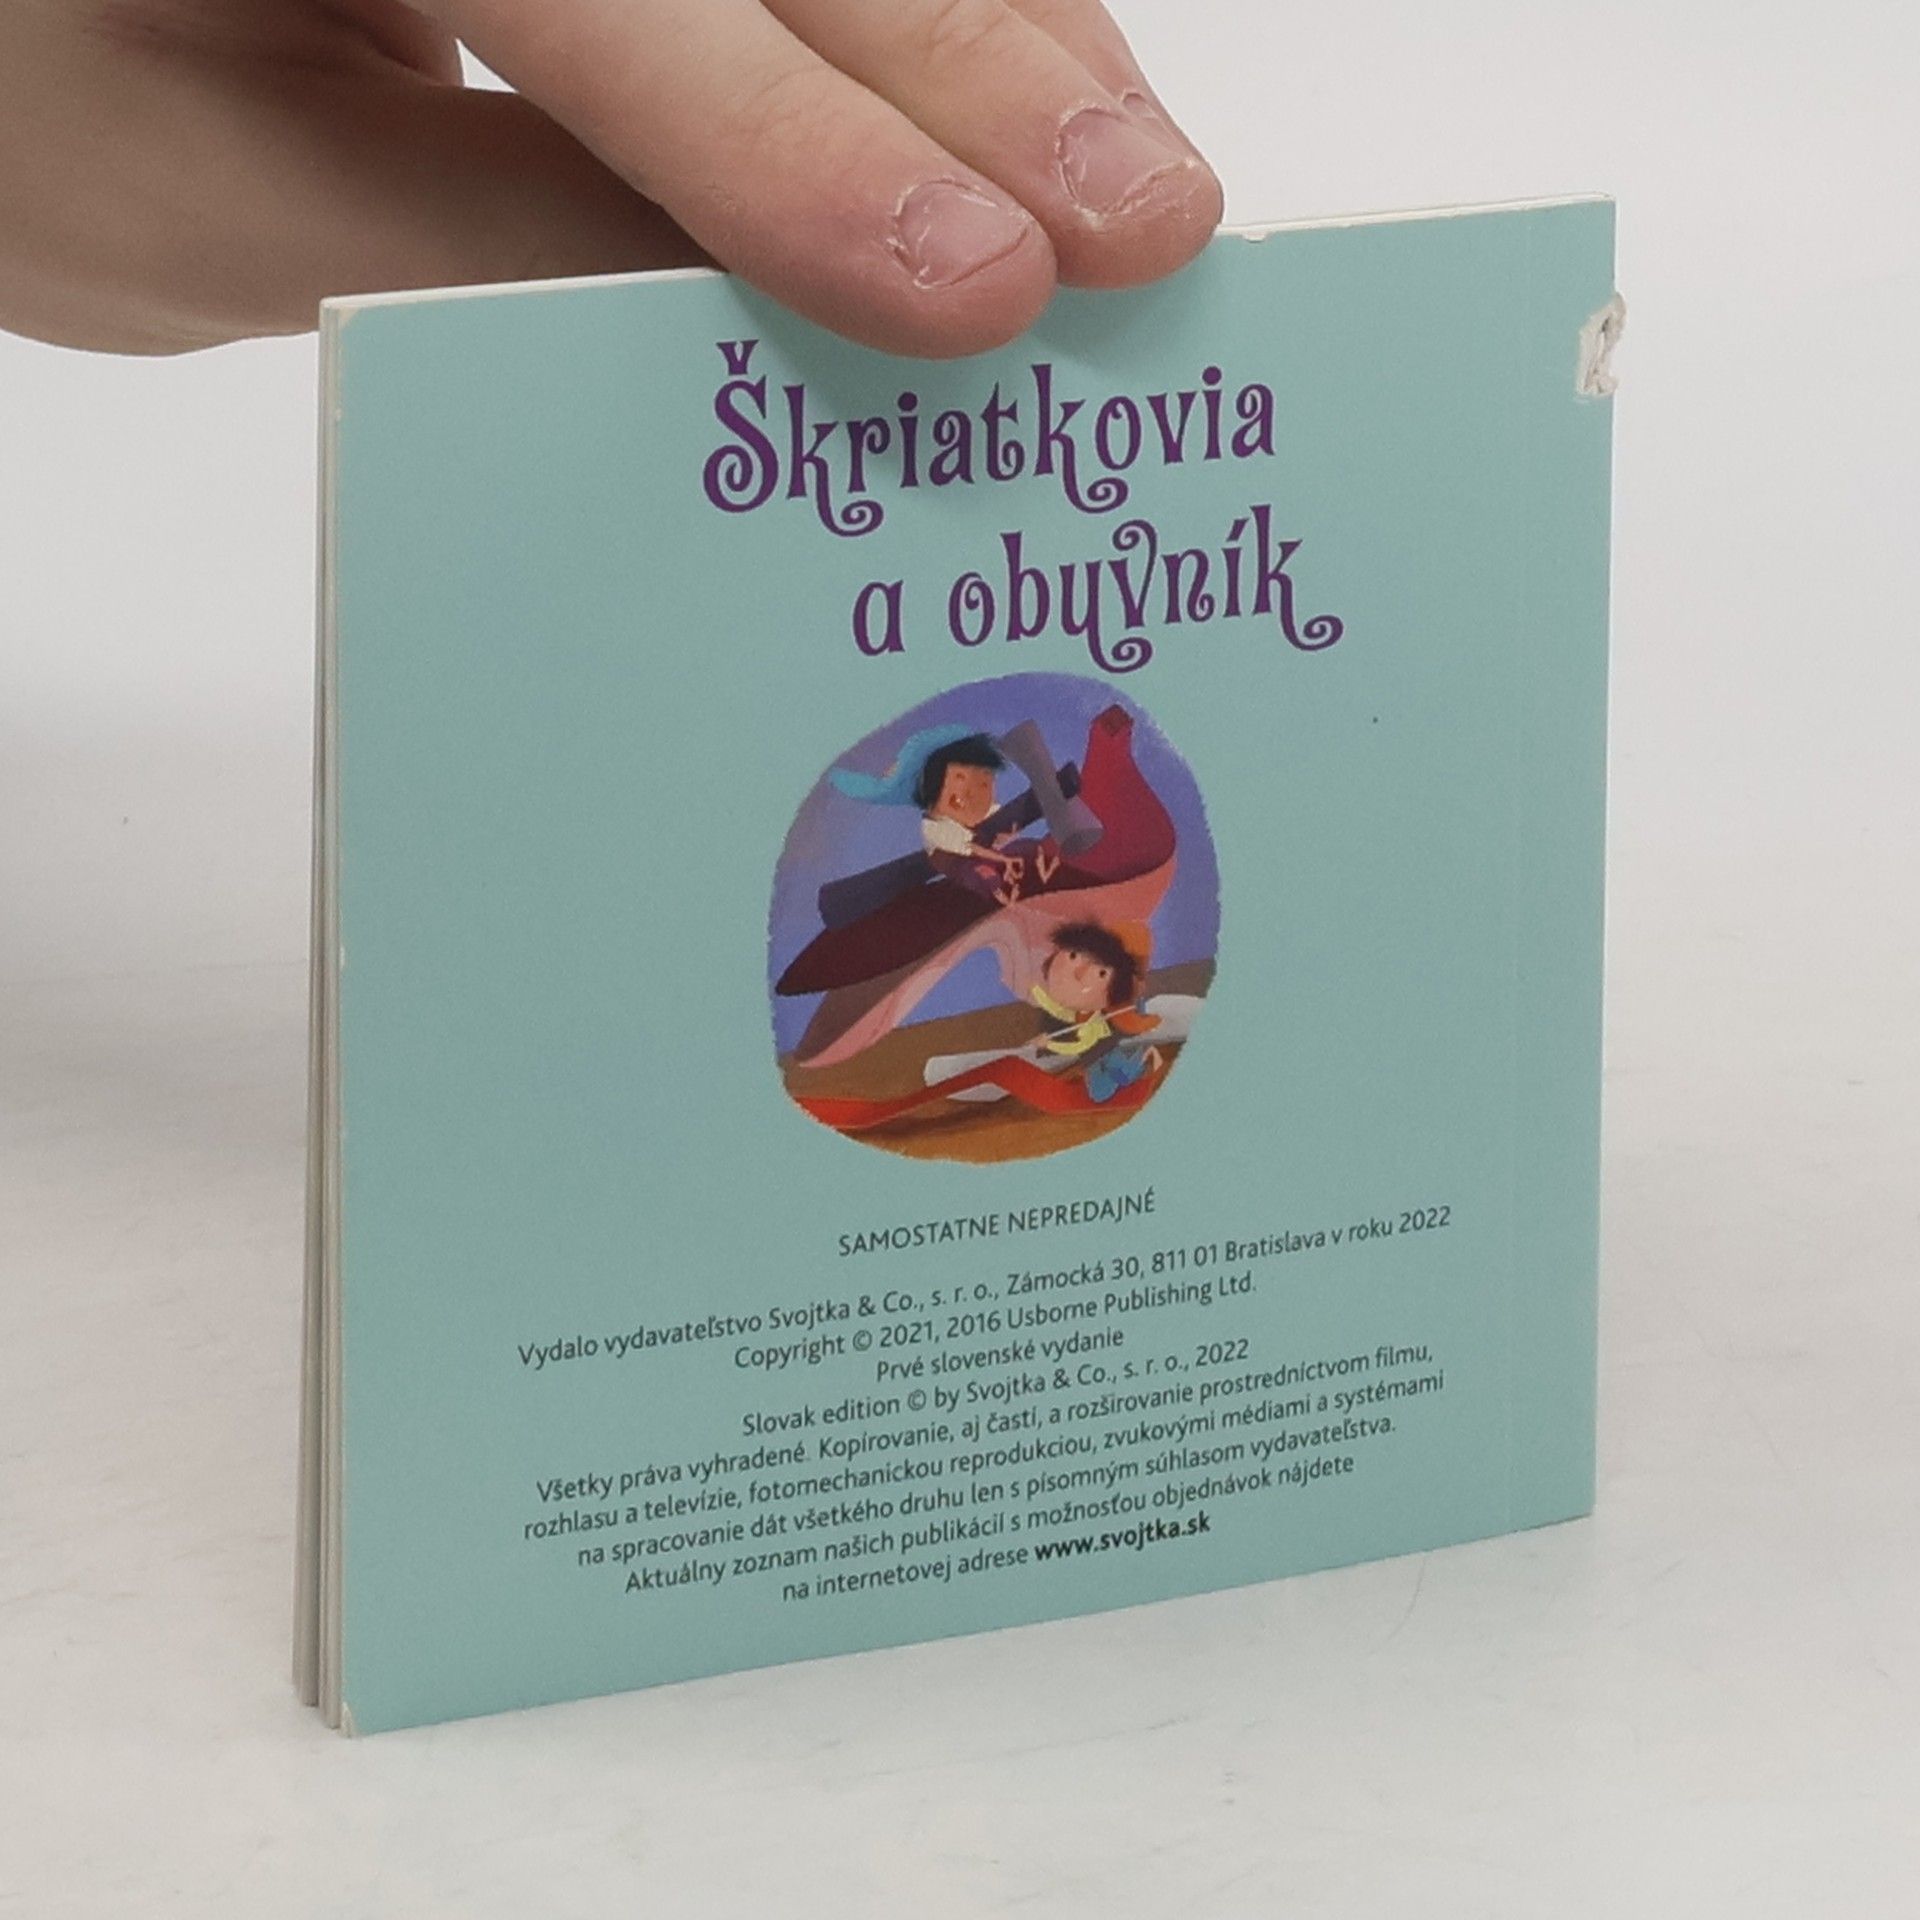 Škriatkovia
a obuvník
SAMOSTATNE NEPREDAJNÉ
Vydalo vydavateľstvo Svojtka & Co., s. r. o., Zámocká 30, 811 01 Bratislava v roku 2022
Copyright © 2021, 2016 Usborne Publishing Ltd.
Prvé slovenské vydanie
Slovak edition © by Svojtka & Co., s. r. o., 2022
Všetky práva vyhradené. Kopírovanie, aj častí, a rozširovanie prostredníctvom filmu,
rozhlasu a televízie, fotomechanickou reprodukciou, zvukovými médiami a systémami
na spracovanie dát všetkého druhu len s písomným súhlasom vydavateľstva.
Aktuálny zoznam našich publikácií s možnosťou objednávok nájdete
na internetovej adrese www.svojtka.sk